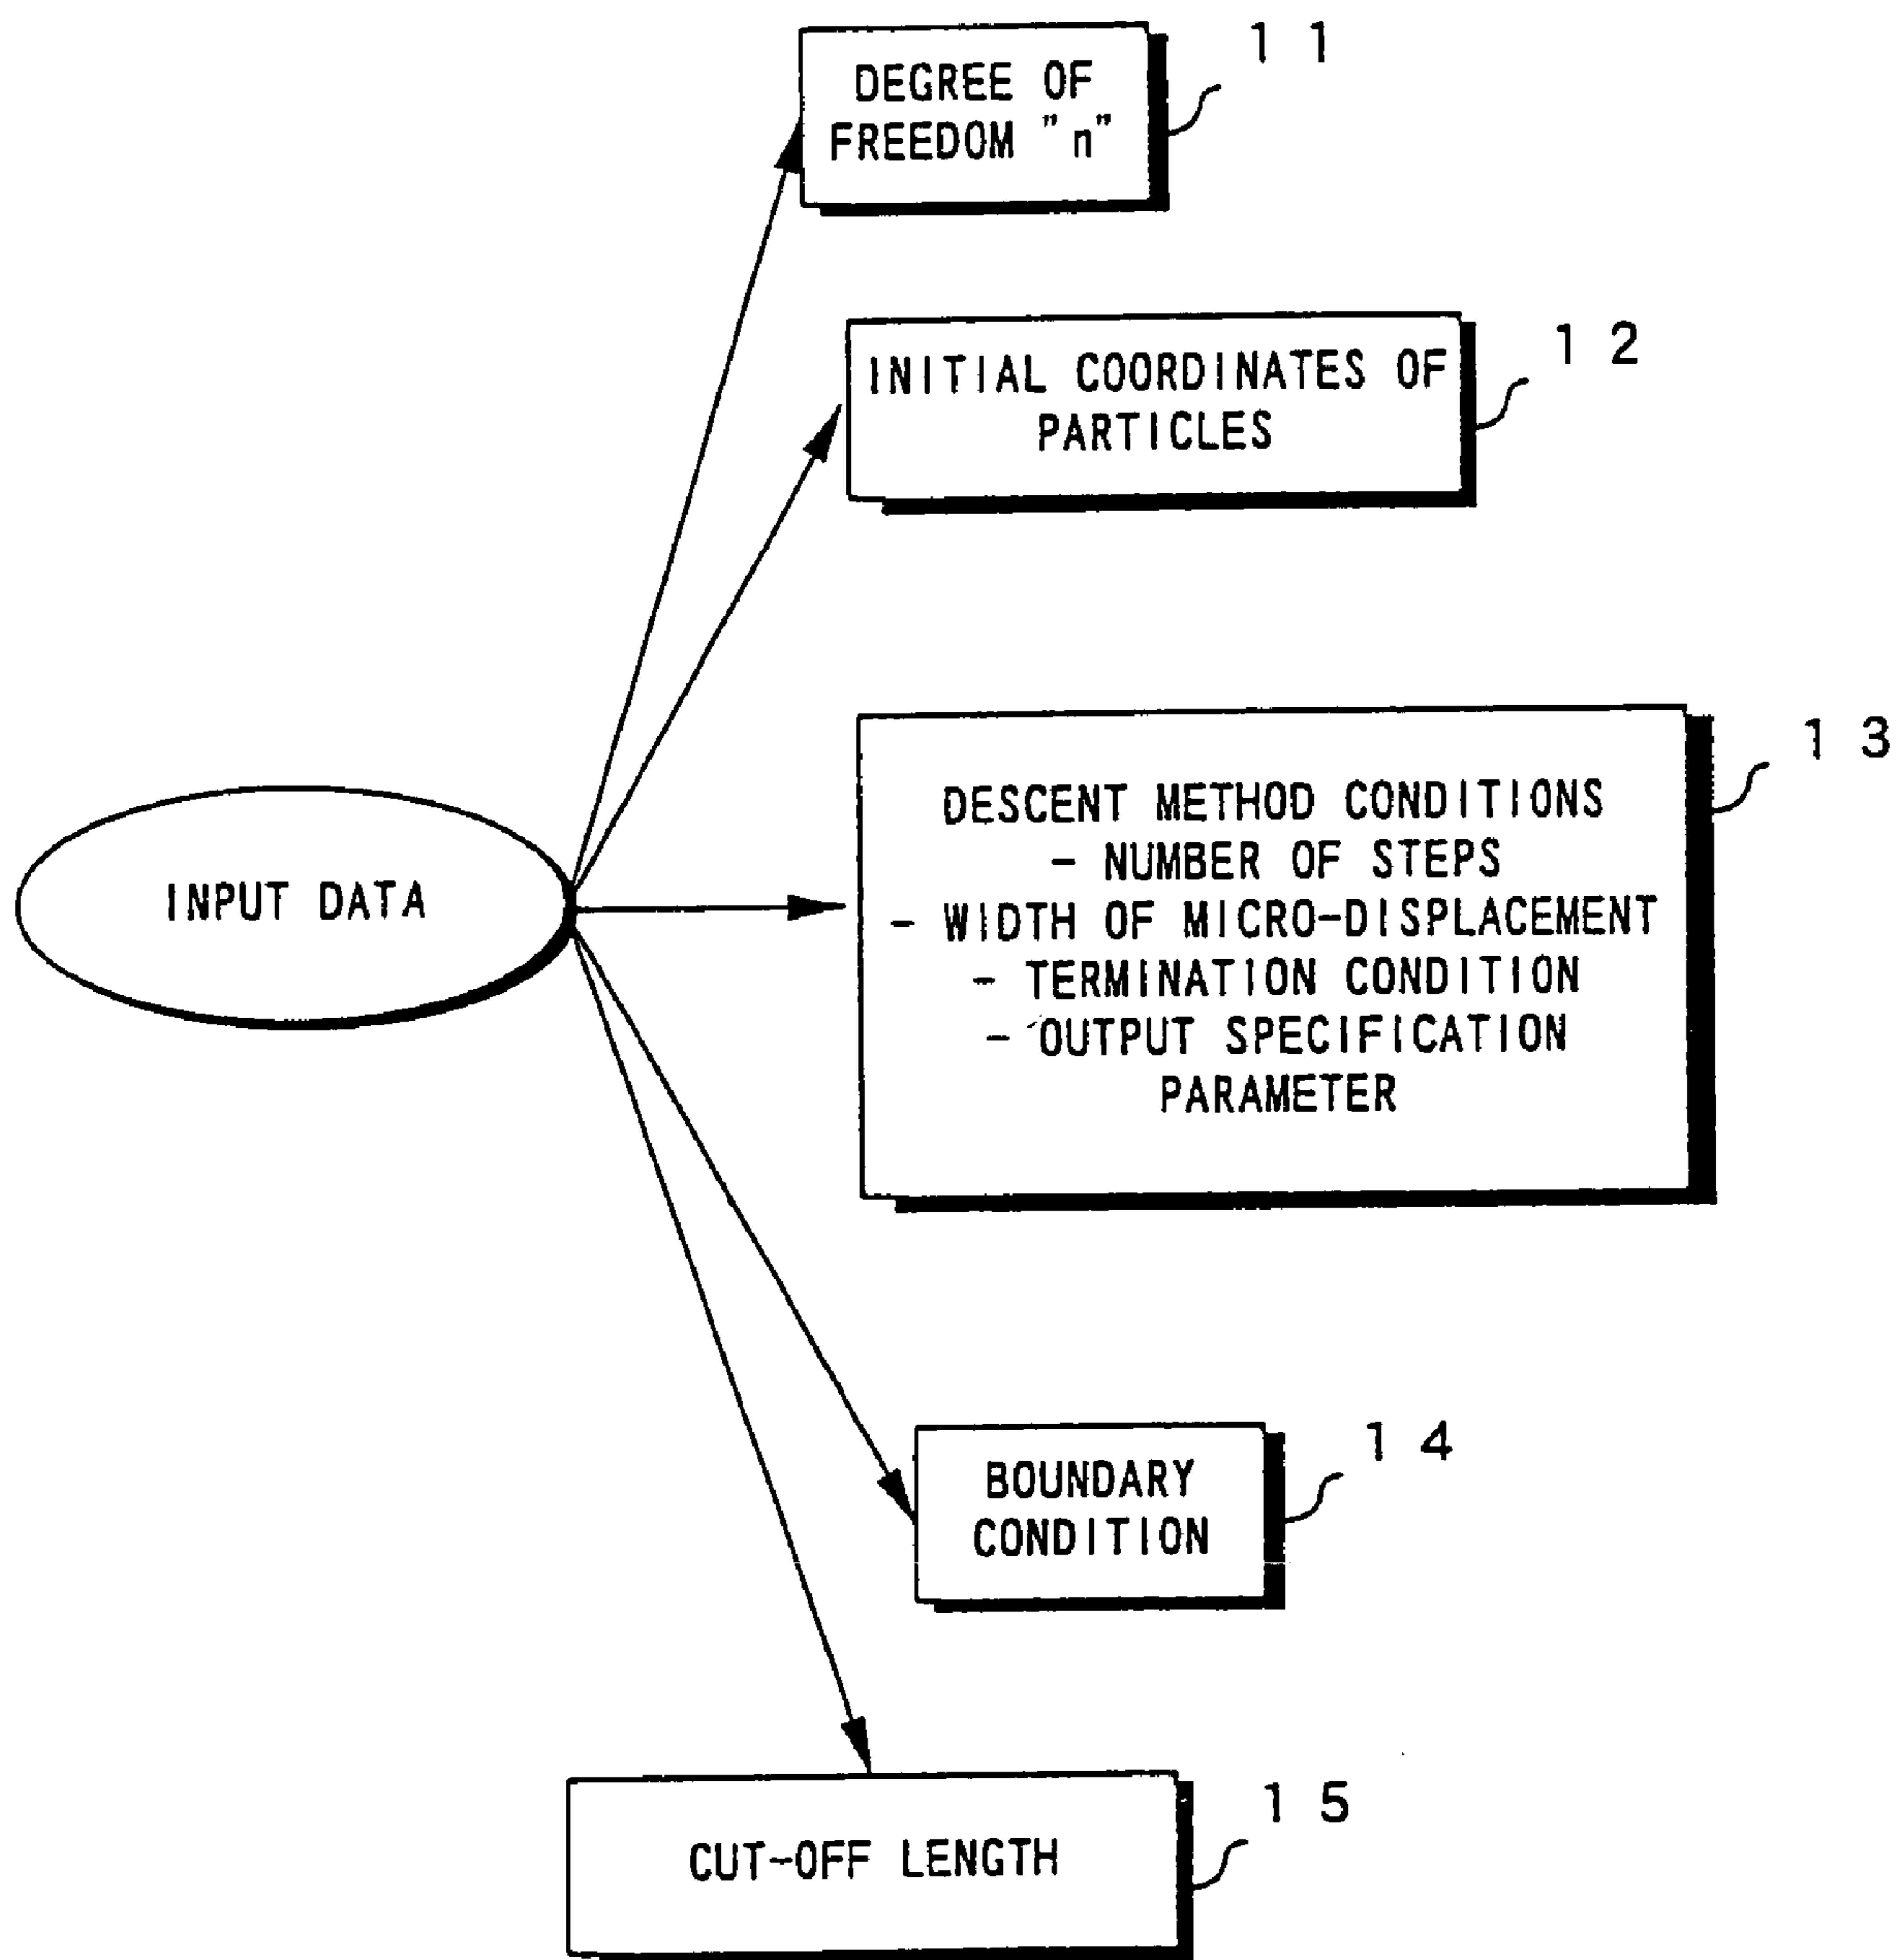 DEGREE OF
FREEDOM "n"
11
INITIAL COORDINATES OF
PARTICLES
12
DESCENT METHOD CONDITIONS
- NUMBER OF STEPS
- WIDTH OF MICRO-DISPLACEMENT
- TERMINATION CONDITION
- OUTPUT SPECIFICATION
PARAMETER
13
INPUT DATA
BOUNDARY
CONDITION
14
CUT-OFF LENGTH
15